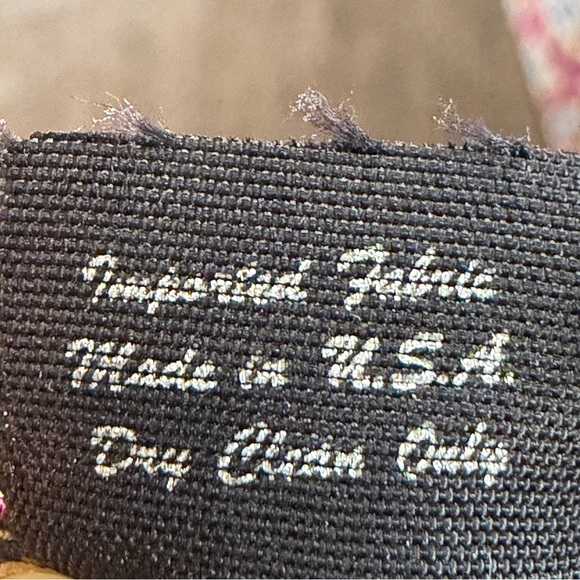 Imported Fabric
Made in U.S.A.
Dry Clean Only